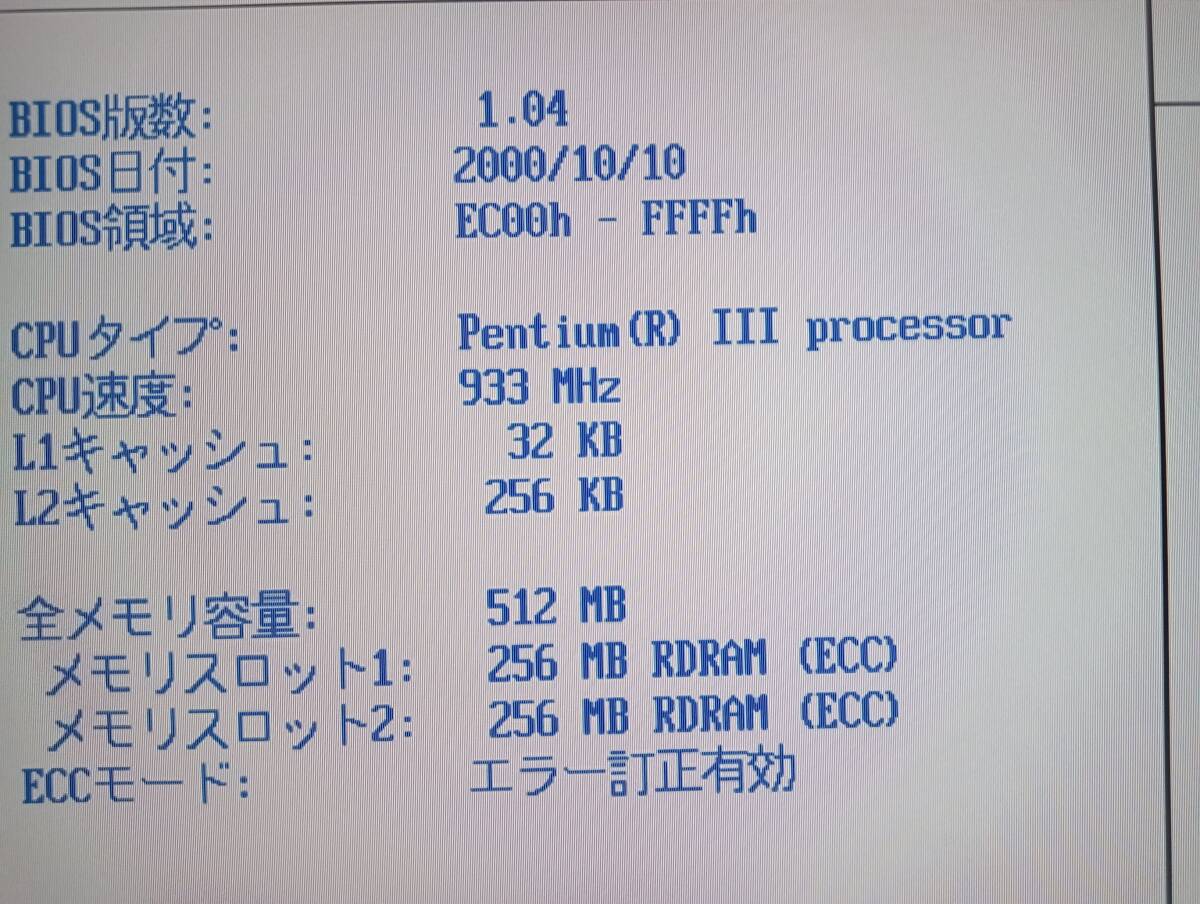 BIOS版数: 1.04
BIOS日付: 2000/10/10
BIOS領域: EC00h - FFFFh
CPUタイプ: Pentium(R) III processor
CPU速度: 933 MHz
L1キャッシュ: 32 KB
L2キャッシュ: 256 KB
全メモリ容量: 512 MB
メモリスロット1: 256 MB RDRAM (ECC)
メモリスロット2: 256 MB RDRAM (ECC)
ECCモード: エラー訂正有効